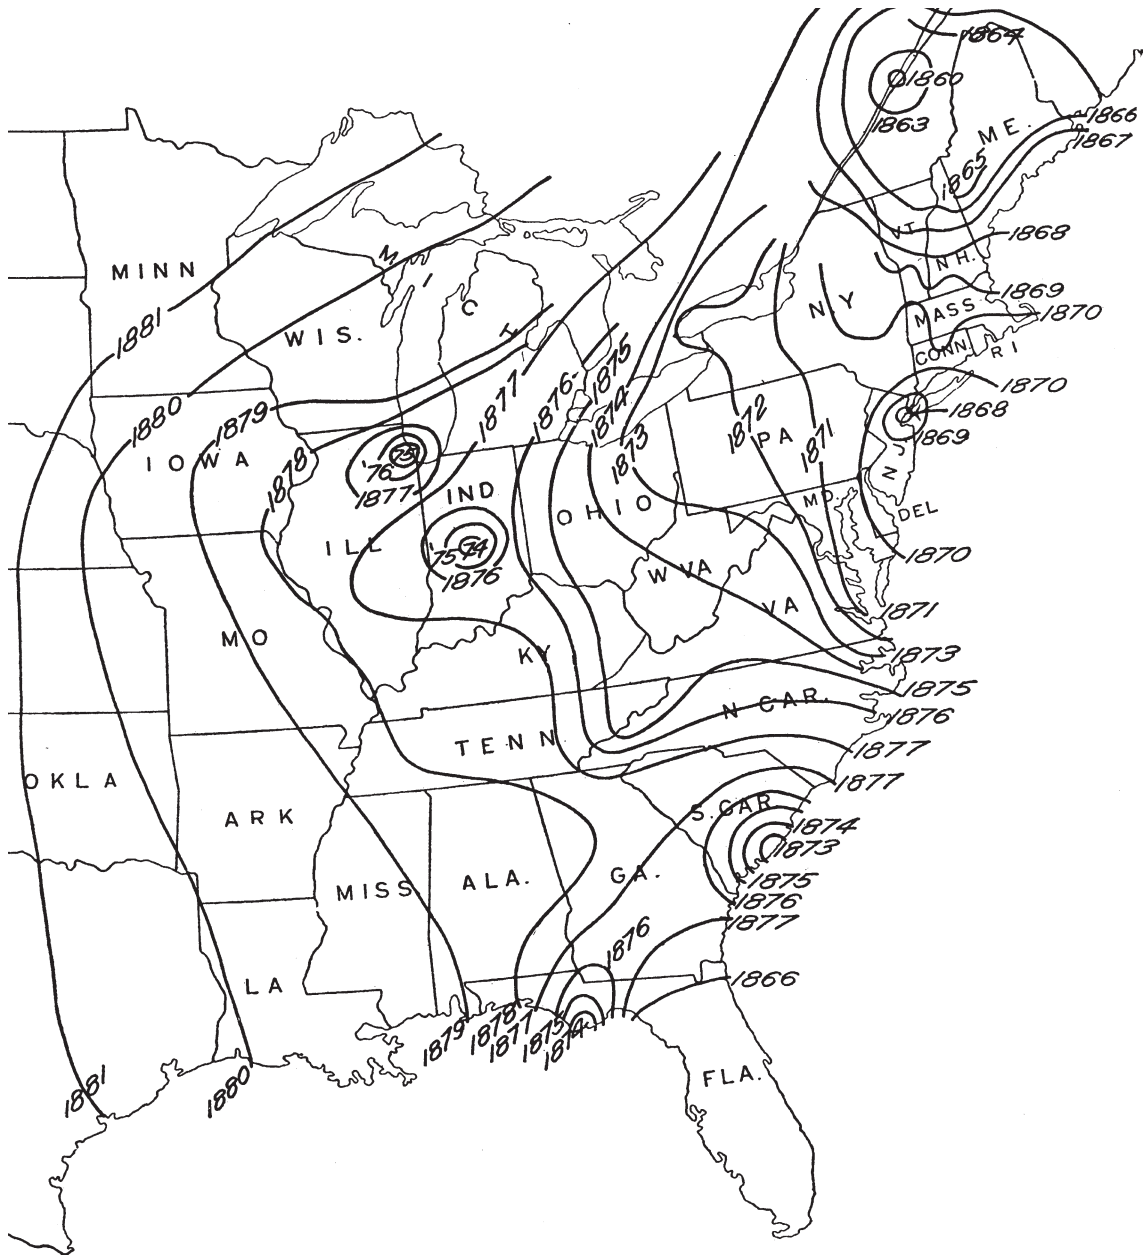 1864
1860
1863
1866
ME.
1867
1865
1868
VT.
N.H.
MINN
M I C H
1869
N.Y
MASS
1870
1881
WIS.
CONN.
R I
1875
1877
1876
1870
1880
1879
1874
1872
1868
1869
1873
PA
1871
IOWA
'76
75
N J
1878
1877
IND
MD.
OHIO
DEL
ILL
'75
74
1876
1870
W VA
1871
VA
MO
KY
1873
1875
N CAR.
1876
TENN
1877
OKLA
1877
S. CAR
ARK
1874
1873
MISS.
ALA.
GA.
1875
1876
1877
1876
LA
1866
1879
1878
1877
1875
1874
FLA.
1881
1880